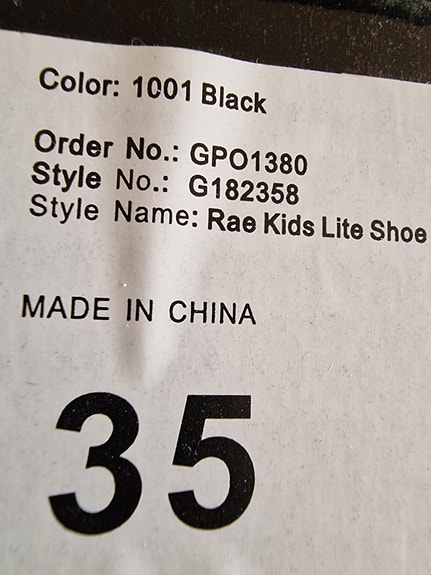 Color: 1001 Black
Order No.: GPO1380
Style No.: G182358
Style Name: Rae Kids Lite Shoe
MADE IN CHINA
35